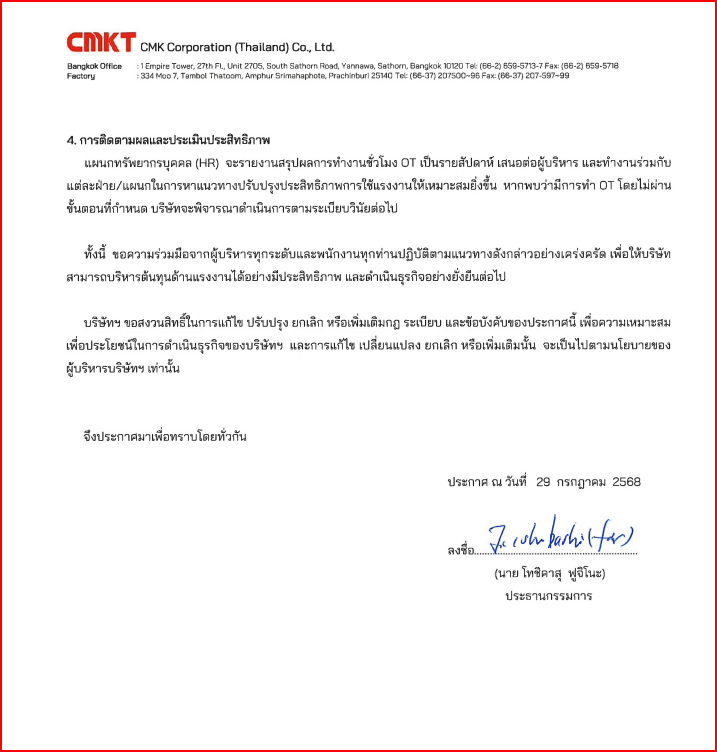 CMKT CMK Corporation (Thailand) Co., Ltd.
Bangkok Office : 1 Empire Tower, 27th Fl., Unit 2705, South Sathorn Road, Yannawa, Sathorn, Bangkok 10120 Tel: (66-2) 659-5713-7 Fax: (66-2) 659-5718
Factory : 334 Moo 7, Tambol Thatoom, Amphur Srimahaphote, Prachinburi 25140 Tel: (66-37) 207500~96 Fax: (66-37) 207-597~99
4. การติดตามผลและประเมินประสิทธิภาพ
แผนกทรัพยากรบุคคล (HR) จะรายงานสรุปผลการทำงานชั่วโมง OT เป็นรายสัปดาห์ เสนอต่อผู้บริหาร และทำงานร่วมกับ
แต่ละฝ่าย/แผนกในการหาแนวทางปรับปรุงประสิทธิภาพการใช้แรงงานให้เหมาะสมยิ่งขึ้น หากพบว่ามีการทำ OT โดยไม่ผ่าน
ขั้นตอนที่กำหนด บริษัทจะพิจารณาดำเนินการตามระเบียบวินัยต่อไป
ทั้งนี้ ขอความร่วมมือจากผู้บริหารทุกระดับและพนักงานทุกท่านปฏิบัติตามแนวทางดังกล่าวอย่างเคร่งครัด เพื่อให้บริษัท
สามารถบริหารต้นทุนด้านแรงงานได้อย่างมีประสิทธิภาพ และดำเนินธุรกิจอย่างยั่งยืนต่อไป
บริษัทฯ ขอสงวนสิทธิ์ในการแก้ไข ปรับปรุง ยกเลิก หรือเพิ่มเติมกฎ ระเบียบ และข้อบังคับของประกาศนี้ เพื่อความเหมาะสม
เพื่อประโยชน์ในการดำเนินธุรกิจของบริษัทฯ และการแก้ไข เปลี่ยนแปลง ยกเลิก หรือเพิ่มเติมนั้น จะเป็นไปตามนโยบายของ
ผู้บริหารบริษัทฯ เท่านั้น
จึงประกาศมาเพื่อทราบโดยทั่วกัน
ประกาศ ณ วันที่ 29 กรกฎาคม 2568
ลงชื่อ
(นาย โทชิคาสุ ฟูจิโนะ)
ประธานกรรมการ